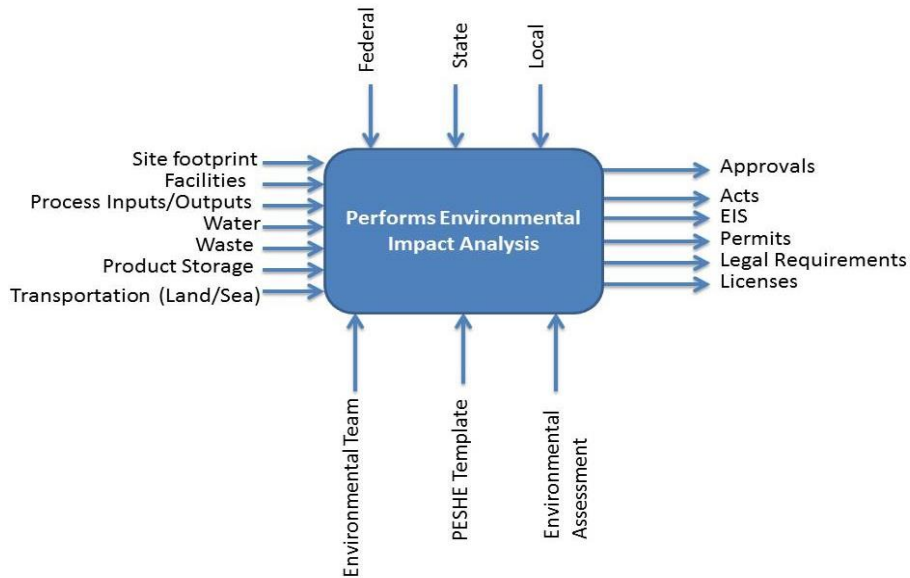 Federal
State
Local
Site footprint
Facilities
Process Inputs/Outputs
Water
Waste
Product Storage
Transportation (Land/Sea)
Performs Environmental
Impact Analysis
Approvals
Acts
EIS
Permits
Legal Requirements
Licenses
Environmental Team
PESHE Template
Environmental
Assessment